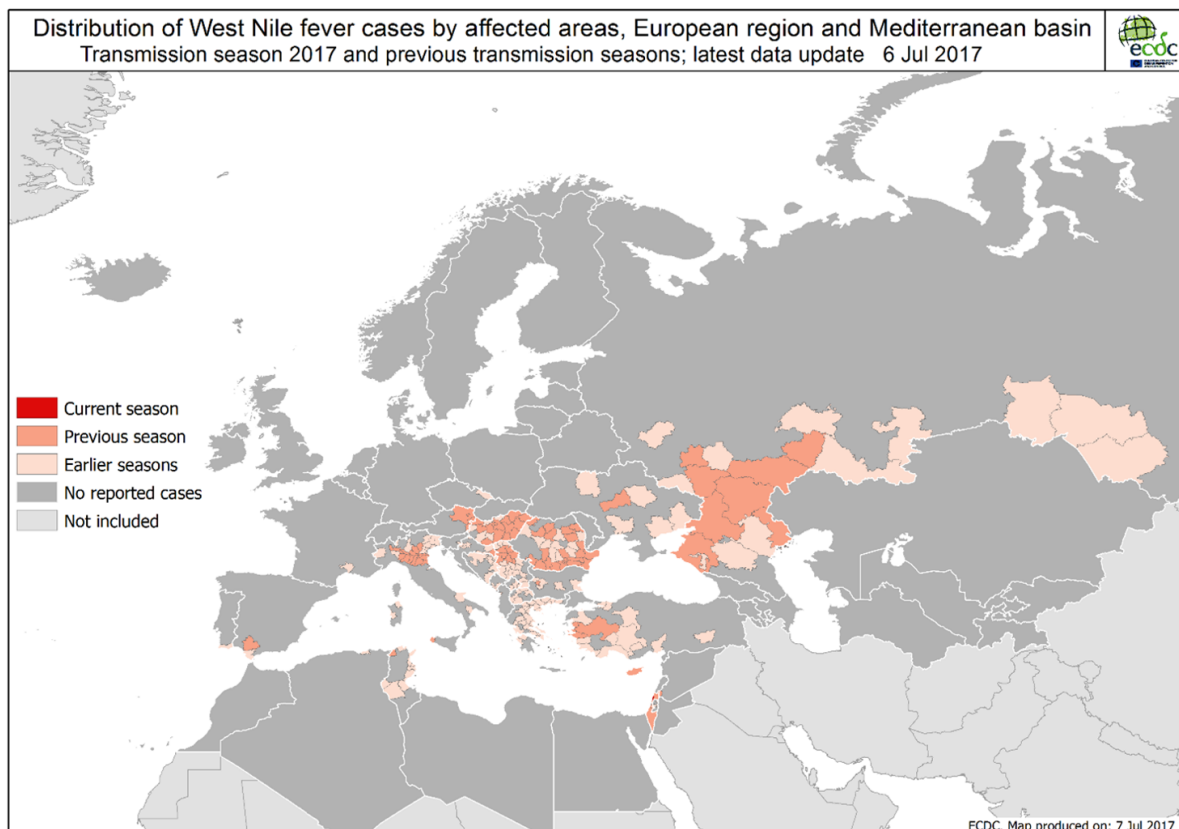 Distribution of West Nile fever cases by affected areas, European region and Mediterranean basin
Transmission season 2017 and previous transmission seasons; latest data update 6 Jul 2017
ecdc
Current season
Previous season
Earlier seasons
No reported cases
Not included
ECDC. Map produced on: 7 Jul 2017